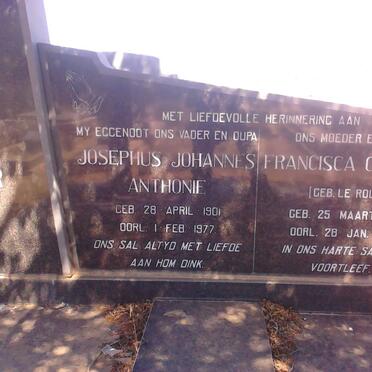 MET LIEFDEVOLLE HERINNERING AAN
MY EGGENOOT ONS VADER EN OUPA
JOSEPHUS JOHANNES
ANTHONIE
GEB. 28 APRIL 1901
OORL. 1 FEB 1977
ONS SAL ALTYD MET LIEFDE
AAN HOM DINK.
ONS MOEDER E
FRANCISCA
[GEB. LE ROU
GEB. 25 MAART
OORL. 28 JAN.
IN ONS HARTE SA
VOORTLEEF.